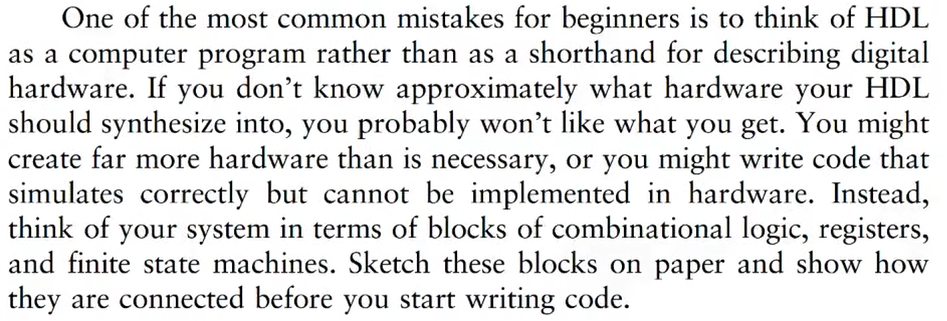 One of the most common mistakes for beginners is to think of HDL
as a computer program rather than as a shorthand for describing digital
hardware. If you don't know approximately what hardware your HDL
should synthesize into, you probably won't like what you get. You might
create far more hardware than is necessary, or you might write code that
simulates correctly but cannot be implemented in hardware. Instead,
think of your system in terms of blocks of combinational logic, registers,
and finite state machines. Sketch these blocks on paper and show how
they are connected before you start writing code.